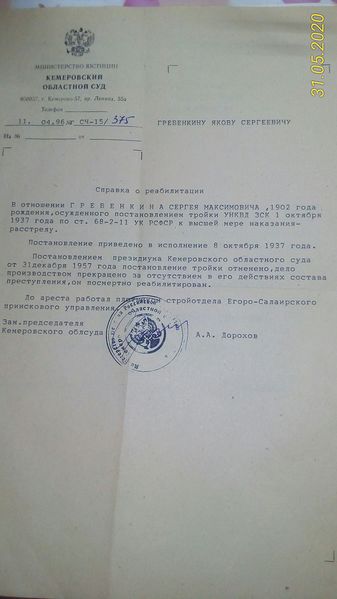 31.05.2020
МИНИСТЕРСТВО ЮСТИЦИИ
КЕМЕРОВСКИЙ
ОБЛАСТНОЙ СУД
650057, г. Кемерово-57, пр. Ленина, 55а
Телефон
11. 04.96 № СЧ-15/375
На № от
ГРЕБЕНКИНУ ЯКОВУ СЕРГЕЕВИЧУ
Справка о реабилитации
В отношении Г Р Е Б Е Н К И Н А СЕРГЕЯ МАКСИМОВИЧА ,1902 года
рождения,осужденного постановлением тройки УНКВД ЗСК 1 октября
1937 года по ст. 68-2-11 УК РСФСР к высшей мере наказания-
расстрелу.
Постановление приведено в исполнение 8 октября 1937 года.
Постановлением президиума Кемеровского областного суда
от 31декабря 1957 года постановление тройки отменено,дело
производством прекращено за отсутствием в его действиях состава
преступления,он посмертно реабилитирован.
До ареста работал стройотдела Егоро-Салаирского
приискового управления
Зам.председателя
Кемеровского облсуда
А.А. Дорохов